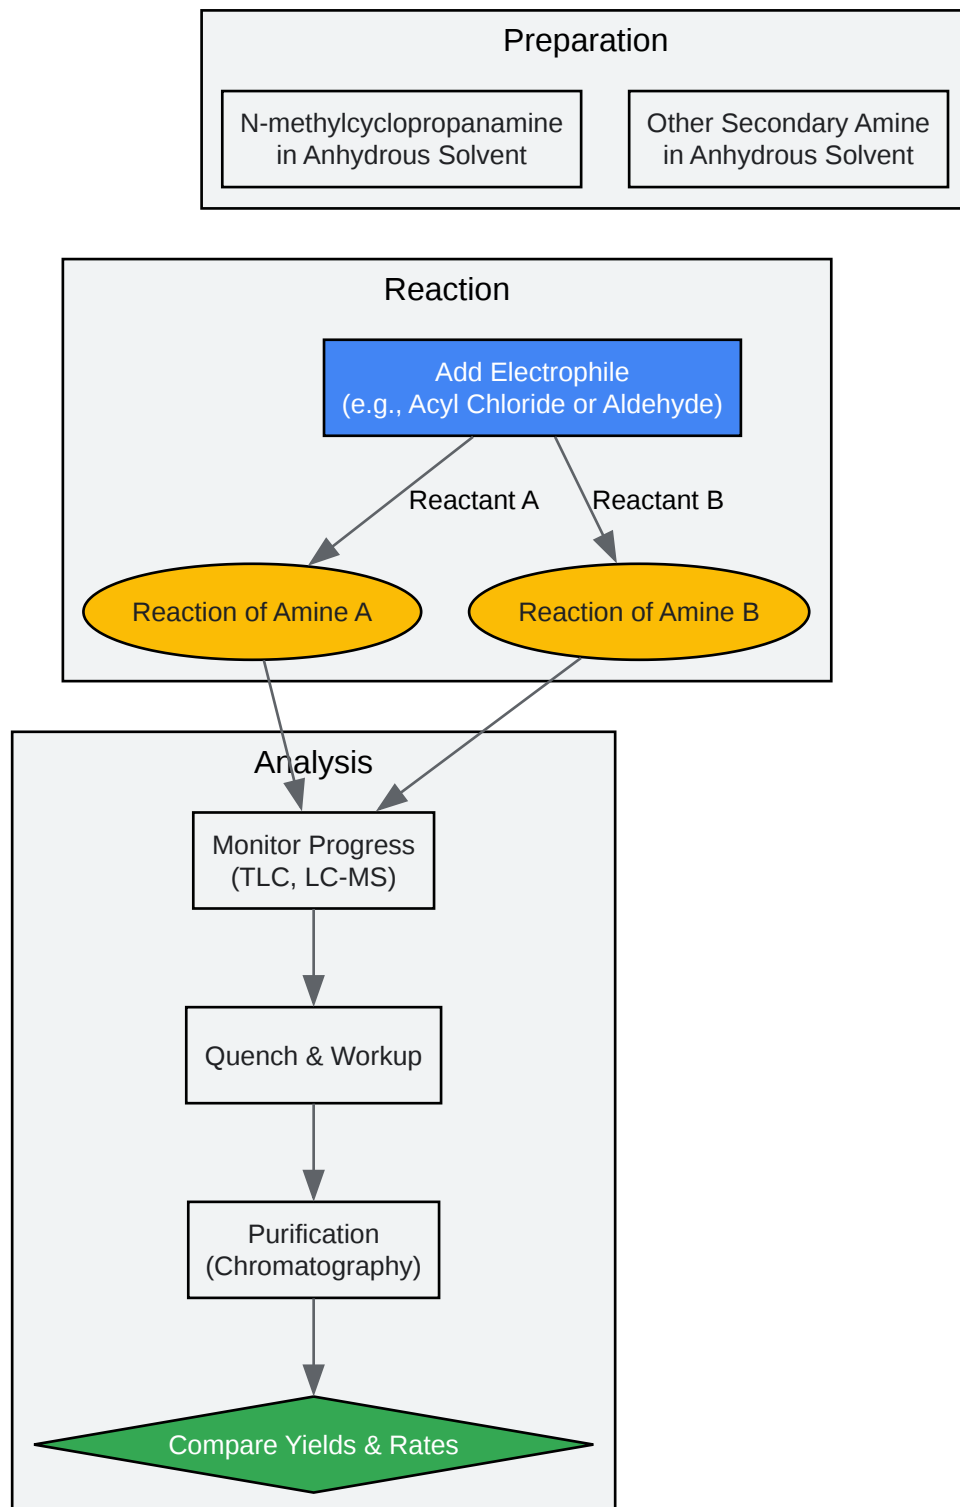 Preparation
N-methylcyclopropanamine
in Anhydrous Solvent
Other Secondary Amine
in Anhydrous Solvent
Reaction
Add Electrophile
(e.g., Acyl Chloride or Aldehyde)
Reactant A
Reactant B
Reaction of Amine A
Reaction of Amine B
Analysis
Monitor Progress
(TLC, LC-MS)
Quench & Workup
Purification
(Chromatography)
Compare Yields & Rates